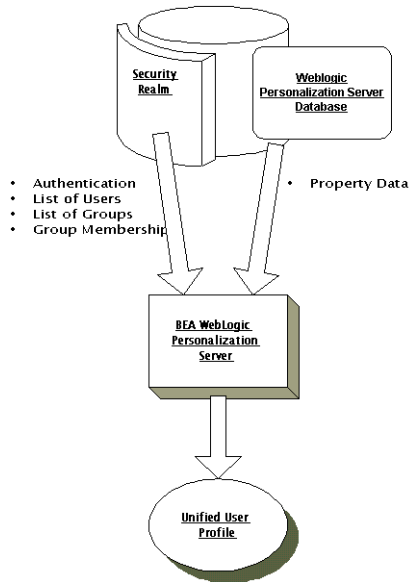 Security
Realm
Weblogic
Personalization Server
Database
• Authentication
• List of Users
• List of Groups
• Group Membership
• Property Data
BEA WebLogic
Personalization
Server
Unified User
Profile